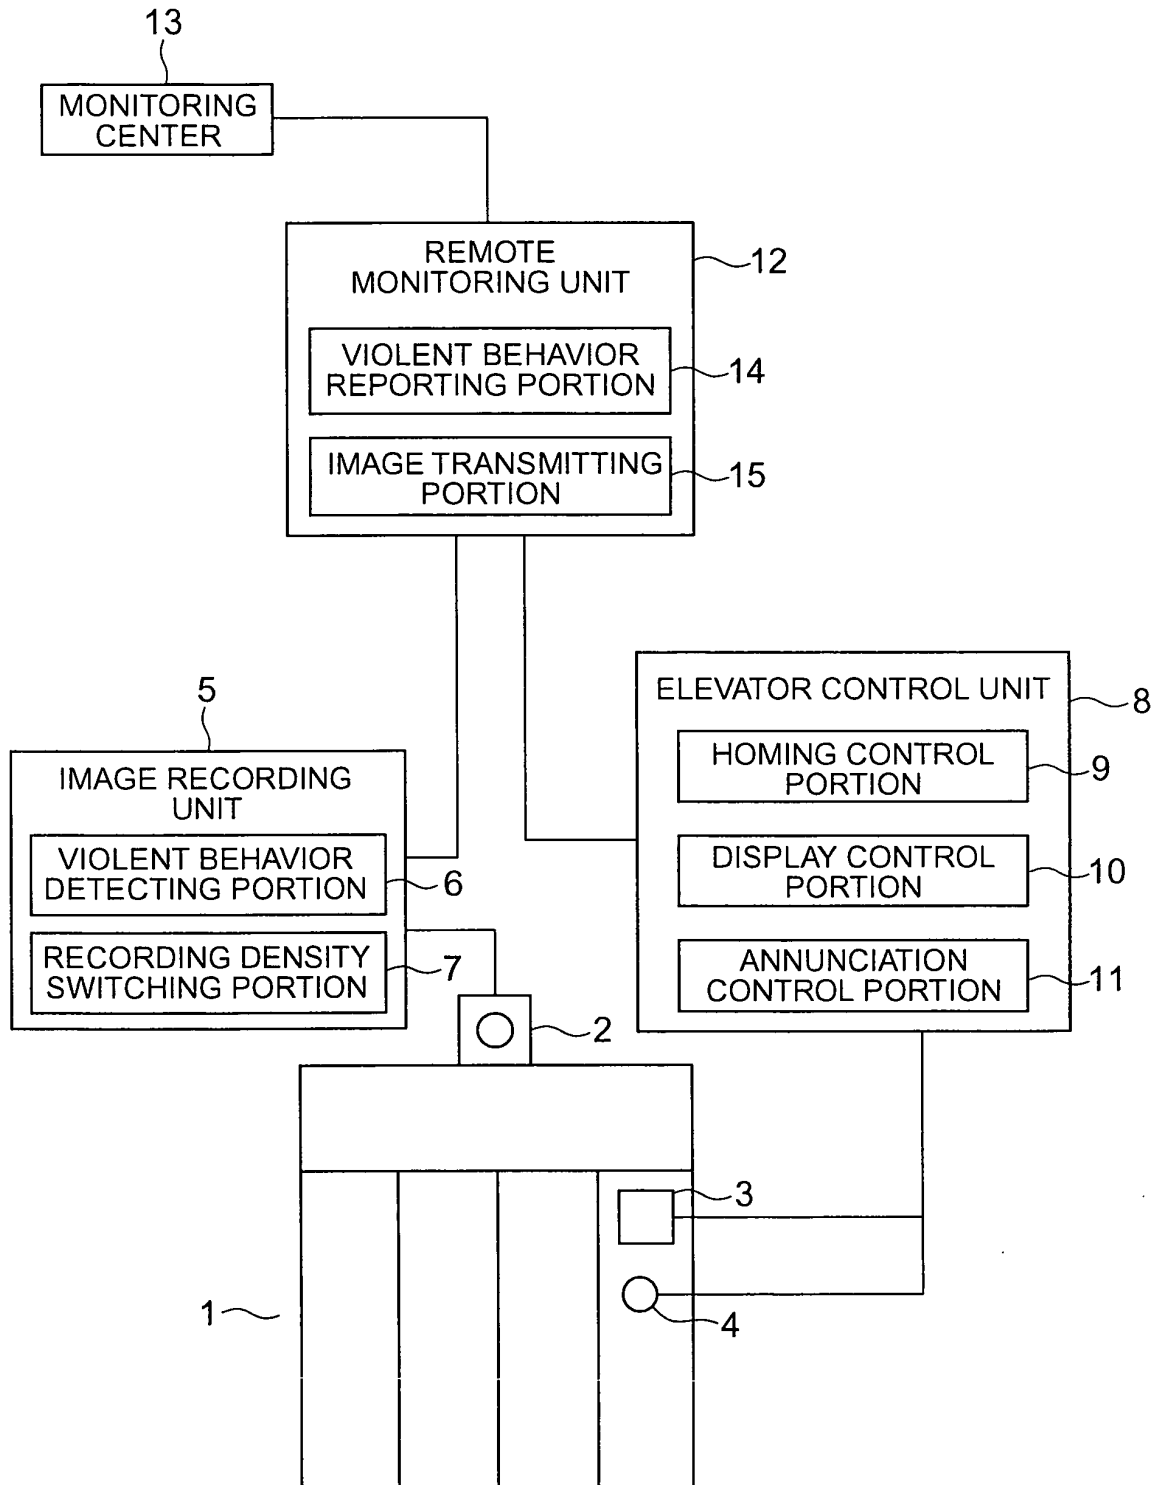 13
MONITORING
CENTER
REMOTE
MONITORING UNIT
12
VIOLENT BEHAVIOR
REPORTING PORTION
14
IMAGE TRANSMITTING
PORTION
15
5
IMAGE RECORDING
UNIT
VIOLENT BEHAVIOR
DETECTING PORTION
6
RECORDING DENSITY
SWITCHING PORTION
7
ELEVATOR CONTROL UNIT
8
HOMING CONTROL
PORTION
9
DISPLAY CONTROL
PORTION
10
ANNUNCIATION
CONTROL PORTION
11
2
3
1
4